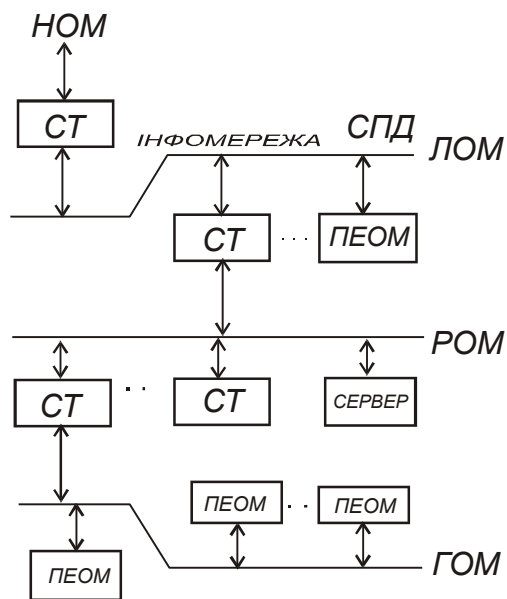 НОМ
СТ
ІНФОМЕРЕЖА
СПД
ЛОМ
СТ
ПЕОМ
РОМ
СТ
СТ
СЕРВЕР
ПЕОМ
ПЕОМ
ПЕОМ
ГОМ